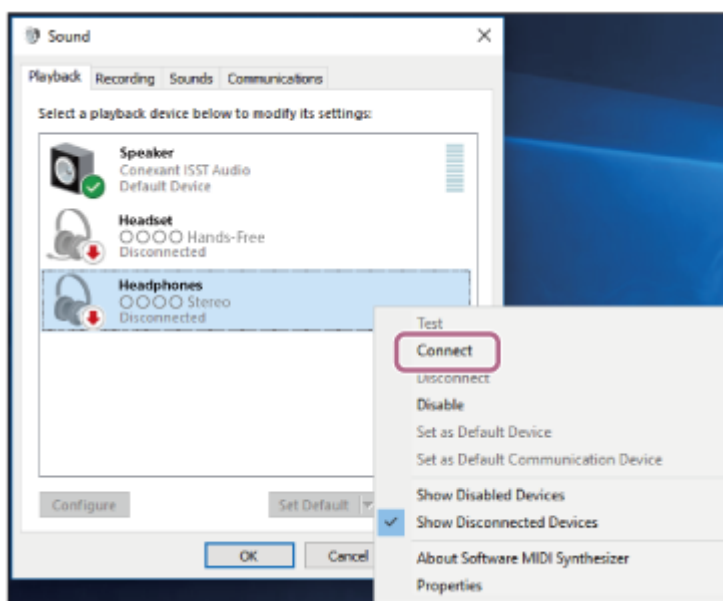 Sound
Playback Recording Sounds Communications
Select a playback device below to modify its settings:
Speaker
Conexant ISST Audio
Default Device
Headset
○○○○ Hands-Free
Disconnected
Headphones
○○○○ Stereo
Disconnected
Test
Connect
Disconnect
Disable
Set as Default Device
Set as Default Communication Device
Show Disabled Devices
Show Disconnected Devices
About Software MIDI Synthesizer
Properties
Configure
Set Default
OK
Cancel